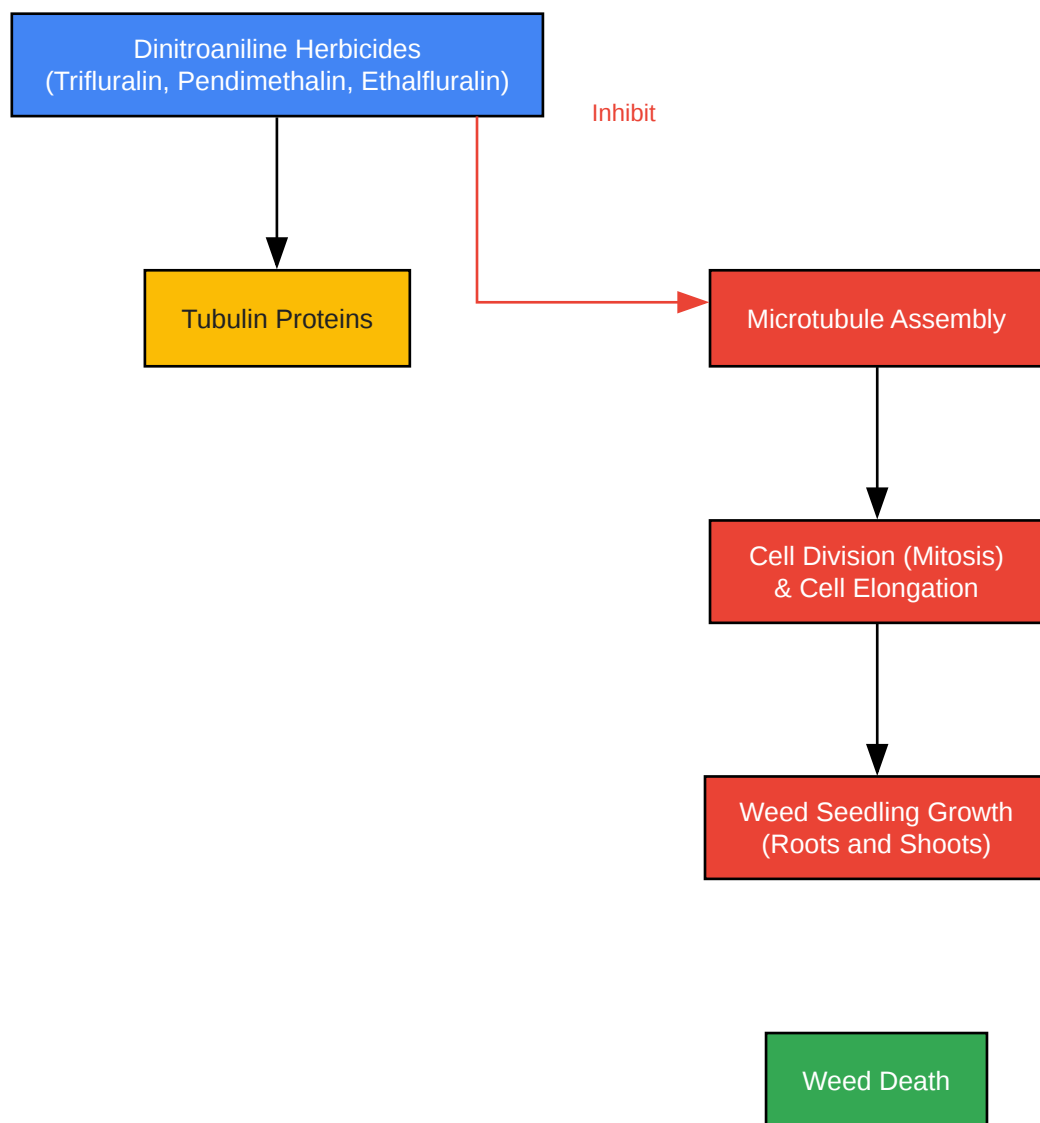 Dinitroaniline Herbicides
(Trifluralin, Pendimethalin, Ethalfluralin)
Inhibit
Tubulin Proteins
Microtubule Assembly
Cell Division (Mitosis)
& Cell Elongation
Weed Seedling Growth
(Roots and Shoots)
Weed Death